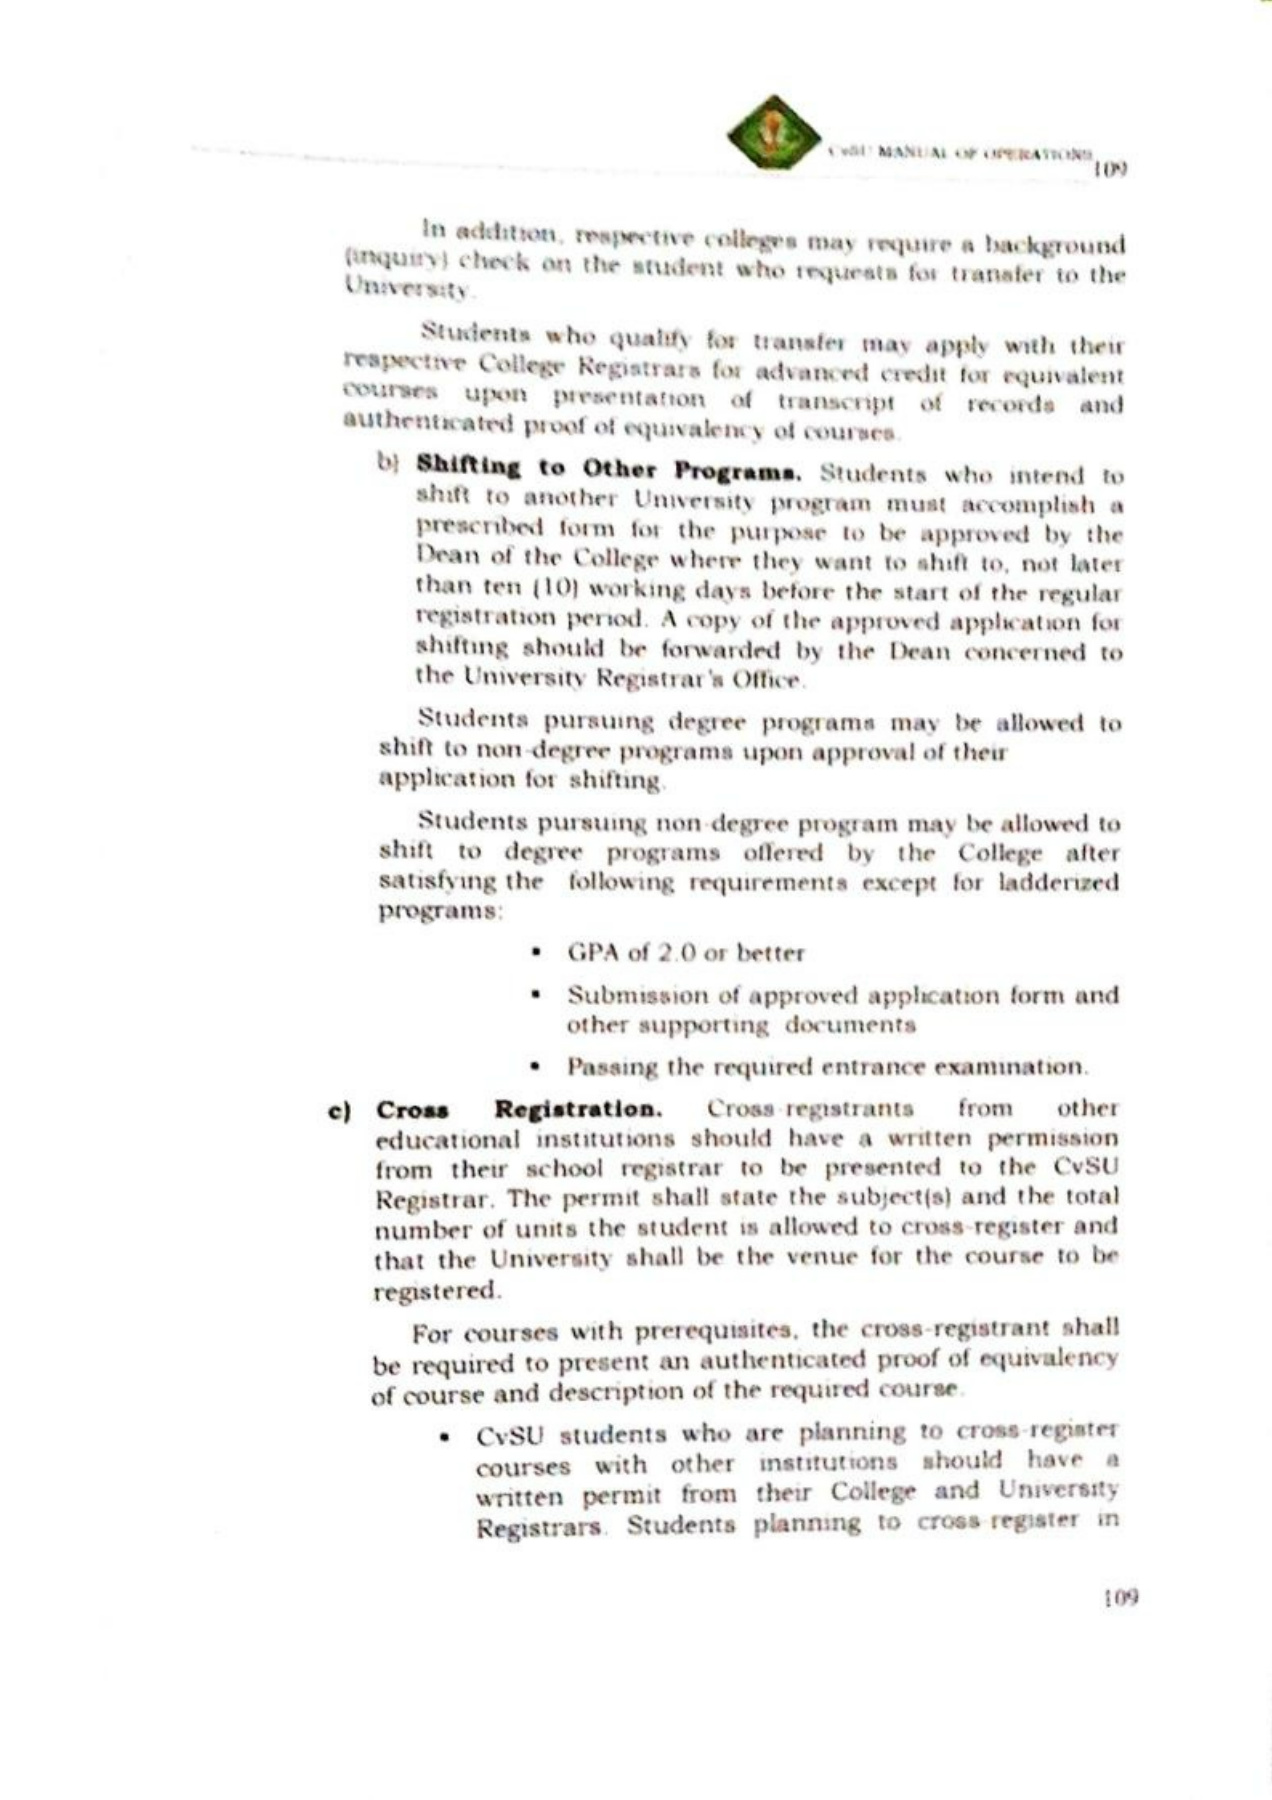 CvSU MANUAL OF OPERATIONS
109
In addition, respective colleges may require a background
(inquiry) check on the student who requests for transfer to the
University.
Students who qualify for transfer may apply with their
respective College Registrars for advanced credit for equivalent
courses upon presentation of transcript of records and
authenticated proof of equivalency of courses.
b) Shifting to Other Programs. Students who intend to
shift to another University program must accomplish a
prescribed form for the purpose to be approved by the
Dean of the College where they want to shift to, not later
than ten (10) working days before the start of the regular
registration period. A copy of the approved application for
shifting should be forwarded by the Dean concerned to
the University Registrar's Office.
Students pursuing degree programs may be allowed to
shift to non-degree programs upon approval of their
application for shifting.
Students pursuing non-degree program may be allowed to
shift to degree programs offered by the College after
satisfying the following requirements except for ladderized
programs:
▪ GPA of 2.0 or better
▪ Submission of approved application form and
other supporting documents
▪ Passing the required entrance examination.
c) Cross Registration. Cross-registrants from other
educational institutions should have a written permission
from their school registrar to be presented to the CvSU
Registrar. The permit shall state the subject(s) and the total
number of units the student is allowed to cross-register and
that the University shall be the venue for the course to be
registered.
For courses with prerequisites, the cross-registrant shall
be required to present an authenticated proof of equivalency
of course and description of the required course.
▪ CvSU students who are planning to cross-register
courses with other institutions should have a
written permit from their College and University
Registrars. Students planning to cross-register in
109